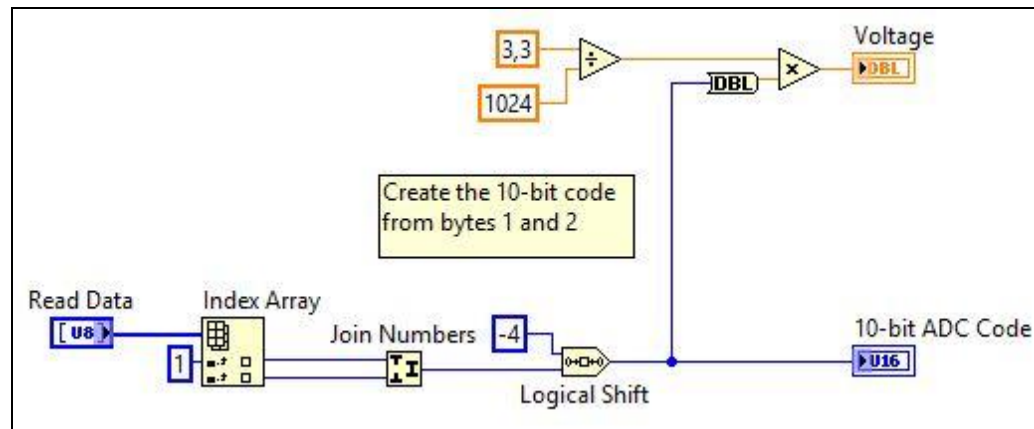 Voltage
3,3
÷
DBL
x
DBL
1024
Create the 10-bit code
from bytes 1 and 2
Read Data
Index Array
[U8]
1
Join Numbers
-4
Logical Shift
10-bit ADC Code
U16